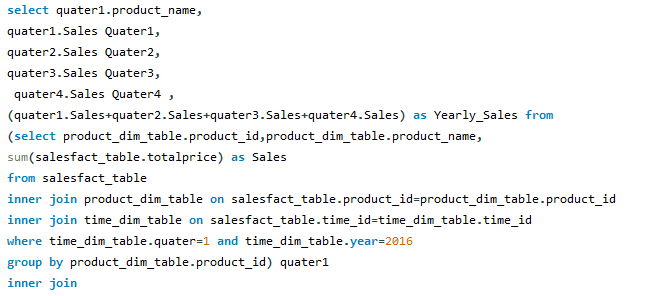 select quater1.product_name,
quater1.Sales Quater1,
quater2.Sales Quater2,
quater3.Sales Quater3,
quater4.Sales Quater4 ,
(quater1.Sales+quater2.Sales+quater3.Sales+quater4.Sales) as Yearly_Sales from
(select product_dim_table.product_id,product_dim_table.product_name,
sum(salesfact_table.totalprice) as Sales
from salesfact_table
inner join product_dim_table on salesfact_table.product_id=product_dim_table.product_id
inner join time_dim_table on salesfact_table.time_id=time_dim_table.time_id
where time_dim_table.quater=1 and time_dim_table.year=2016
group by product_dim_table.product_id) quater1
inner join